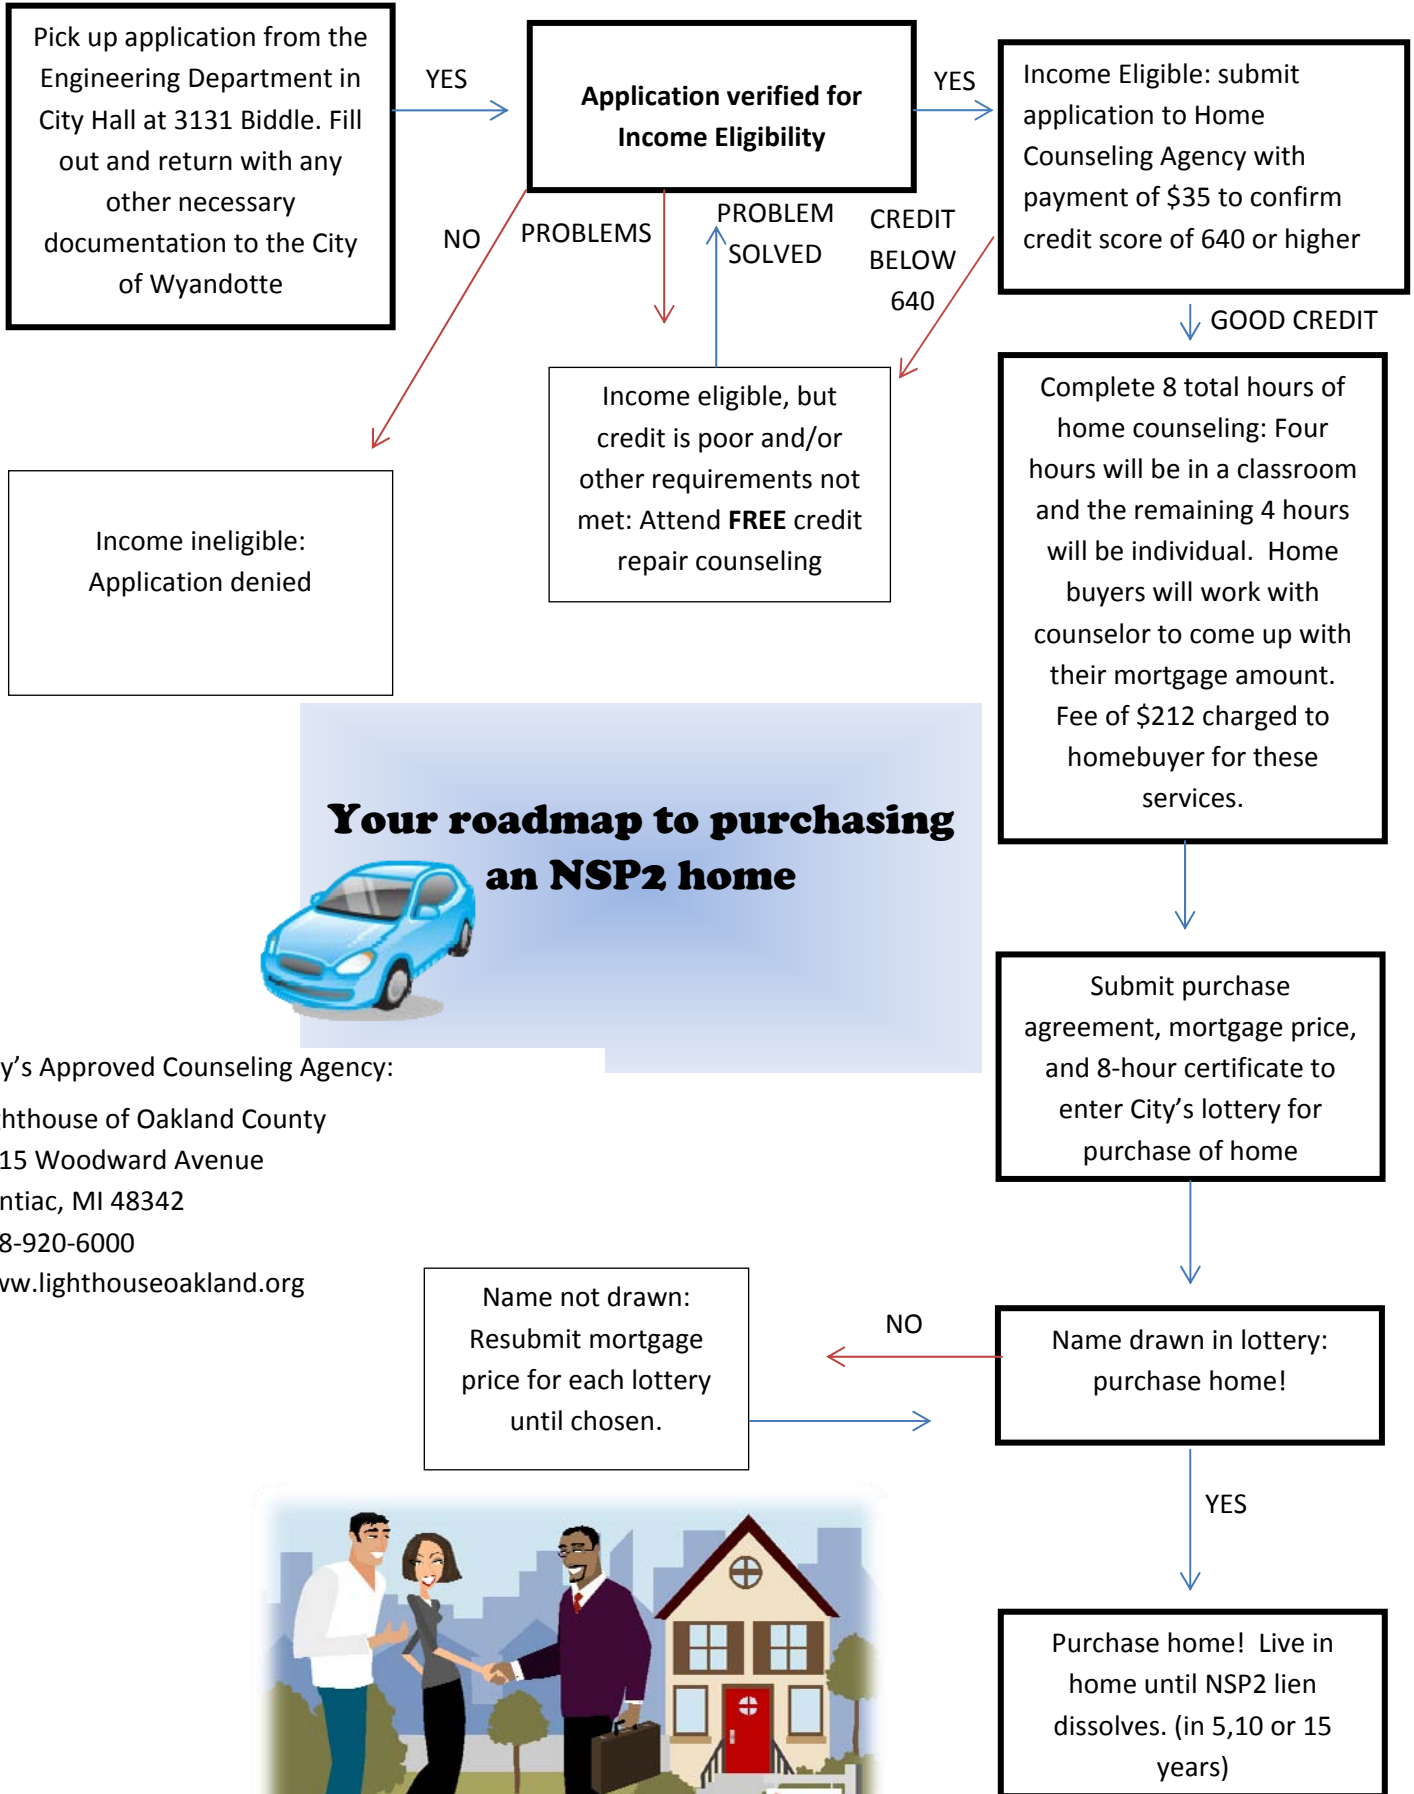 Pick up application from the
Engineering Department in
City Hall at 3131 Biddle. Fill
out and return with any
other necessary
documentation to the City
of Wyandotte
YES
Application verified for
Income Eligibility
YES
Income Eligible: submit
application to Home
Counseling Agency with
payment of $35 to confirm
credit score of 640 or higher
NO
PROBLEMS
PROBLEM
SOLVED
CREDIT
BELOW
640
GOOD CREDIT
Income ineligible:
Application denied
Income eligible, but
credit is poor and/or
other requirements not
met: Attend FREE credit
repair counseling
Complete 8 total hours of
home counseling: Four
hours will be in a classroom
and the remaining 4 hours
will be individual.  Home
buyers will work with
counselor to come up with
their mortgage amount.
Fee of $212 charged to
homebuyer for these
services.
Your roadmap to purchasing
an NSP2 home
Submit purchase
agreement, mortgage price,
and 8-hour certificate to
enter City's lottery for
purchase of home
y's Approved Counseling Agency:
ghthouse of Oakland County
15 Woodward Avenue
ntiac, MI 48342
8-920-6000
ww.lighthouseoakland.org
Name not drawn:
Resubmit mortgage
price for each lottery
until chosen.
NO
Name drawn in lottery:
purchase home!
YES
Purchase home!  Live in
home until NSP2 lien
dissolves. (in 5,10 or 15
years)